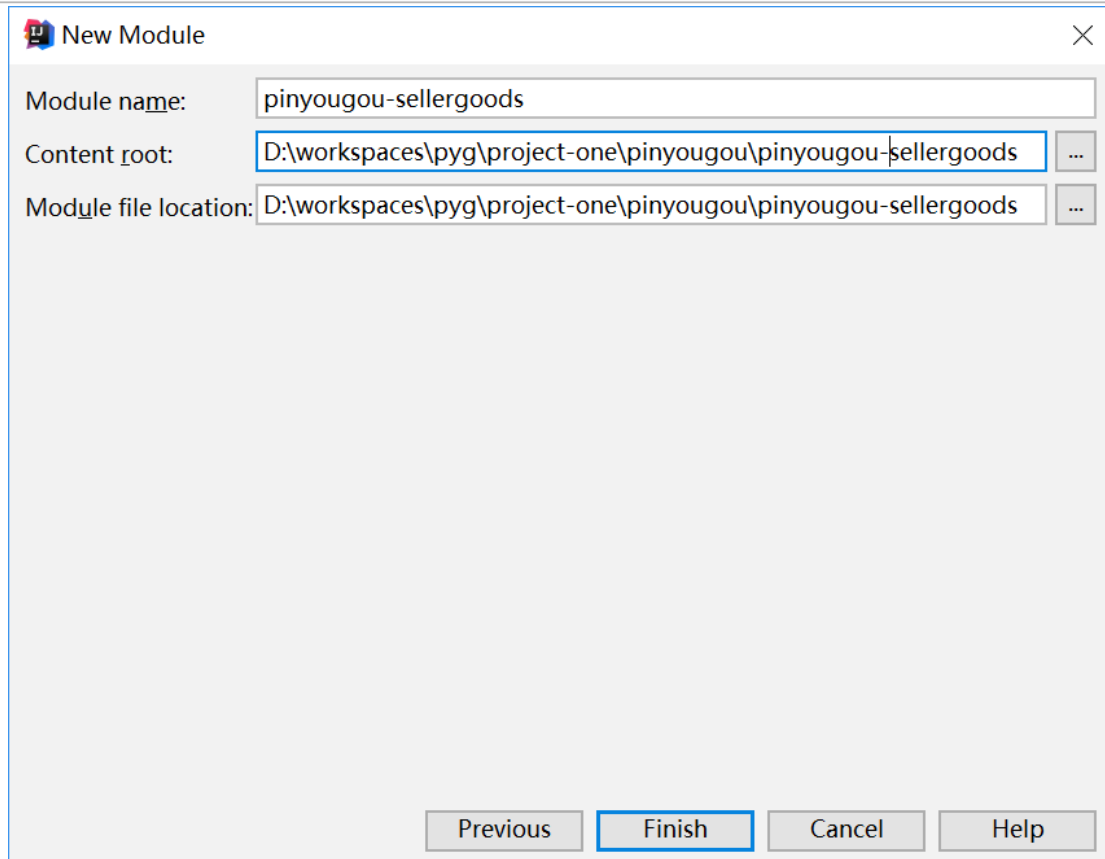 New Module
Module name: pinyougou-sellergoods
Content root: D:\workspaces\pyg\project-one\pinyougou\pinyougou-sellergoods ...
Module file location: D:\workspaces\pyg\project-one\pinyougou\pinyougou-sellergoods ...
Previous Finish Cancel Help